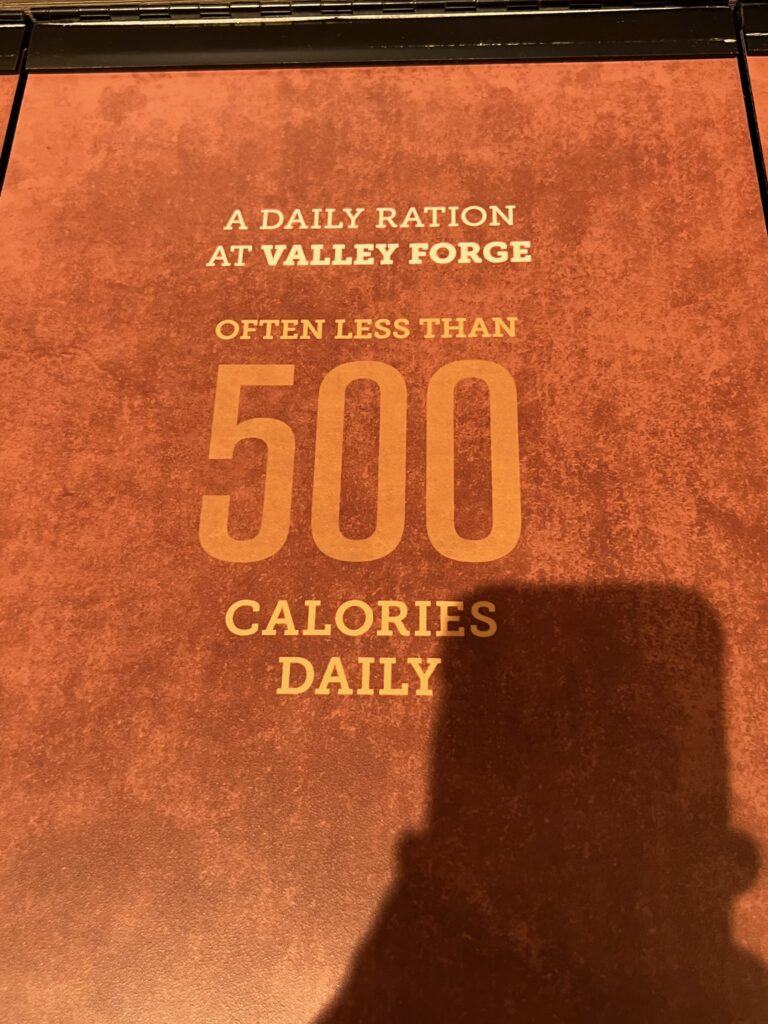 A DAILY RATION
AT VALLEY FORGE
OFTEN LESS THAN
500
CALORIES
DAILY